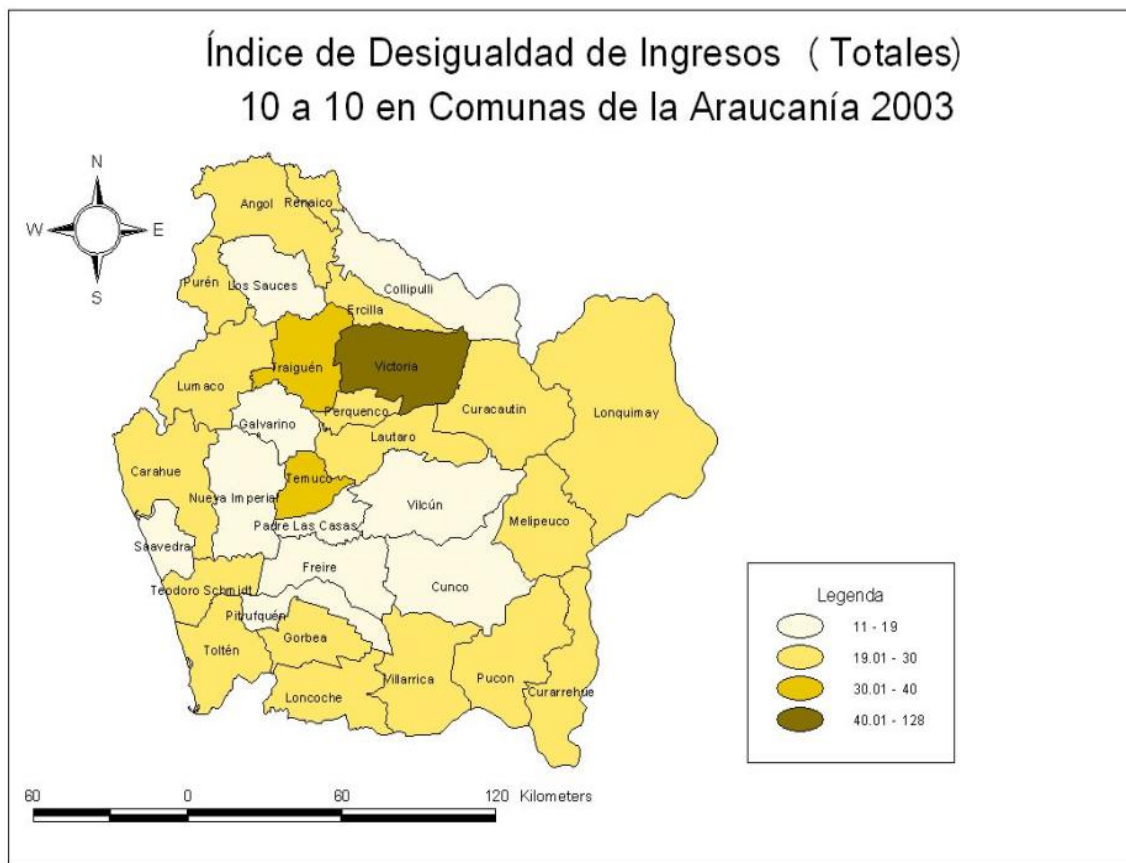 Índice de Desigualdad de Ingresos ( Totales)
10 a 10 en Comunas de la Araucanía 2003
N
W E
S
Angol
Renaico
Purén
Los Sauces
Collipulli
Ercilla
Traiguén
Victoria
Lumaco
Perquenco
Curacautin
Lonquimay
Galvarino
Lautaro
Carahue
Temuco
Nueva Imperial
Vilcún
Padre Las Casas
Melipeuco
Saavedra
Freire
Cunco
Teodoro Schmidt
Pitrufquén
Gorbea
Toltén
Villarrica
Pucon
Curarrehue
Loncoche
Legenda
11 - 19
19.01 - 30
30.01 - 40
40.01 - 128
60 0 60 120 Kilometers